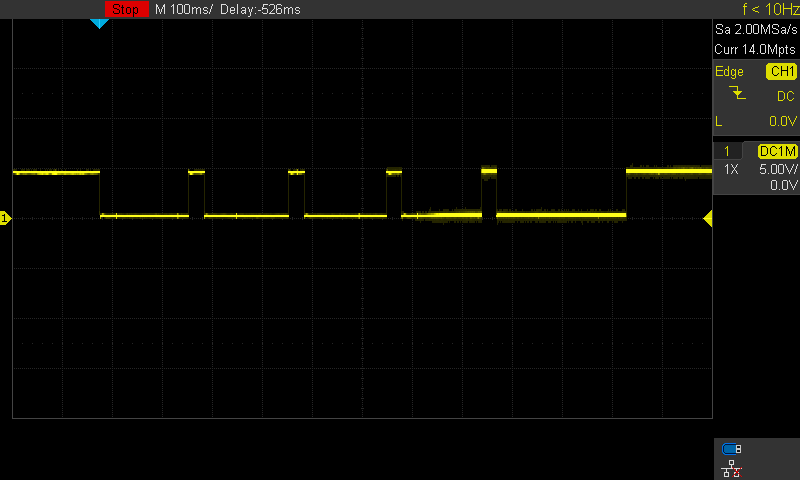 Stop M 100ms/ Delay:-526ms f < 10Hz
Sa 2.00MSa/s
Curr 14.0Mpts
Edge CH1
DC
L 0.0V
1 DC1M
1X 5.00V/
0.0V
1